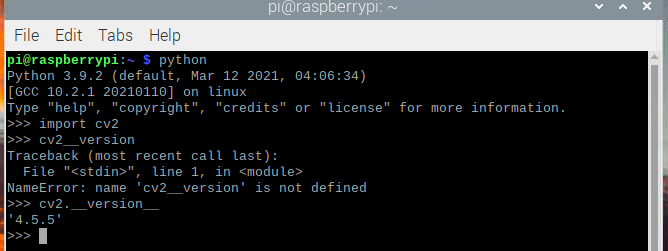 pi@raspberrypi: ~
File Edit Tabs Help
pi@raspberrypi:~ $ python
Python 3.9.2 (default, Mar 12 2021, 04:06:34)
[GCC 10.2.1 20210110] on linux
Type "help", "copyright", "credits" or "license" for more information.
>>> import cv2
>>> cv2__version
Traceback (most recent call last):
  File "<stdin>", line 1, in <module>
NameError: name 'cv2__version' is not defined
>>> cv2.__version__
'4.5.5'
>>>